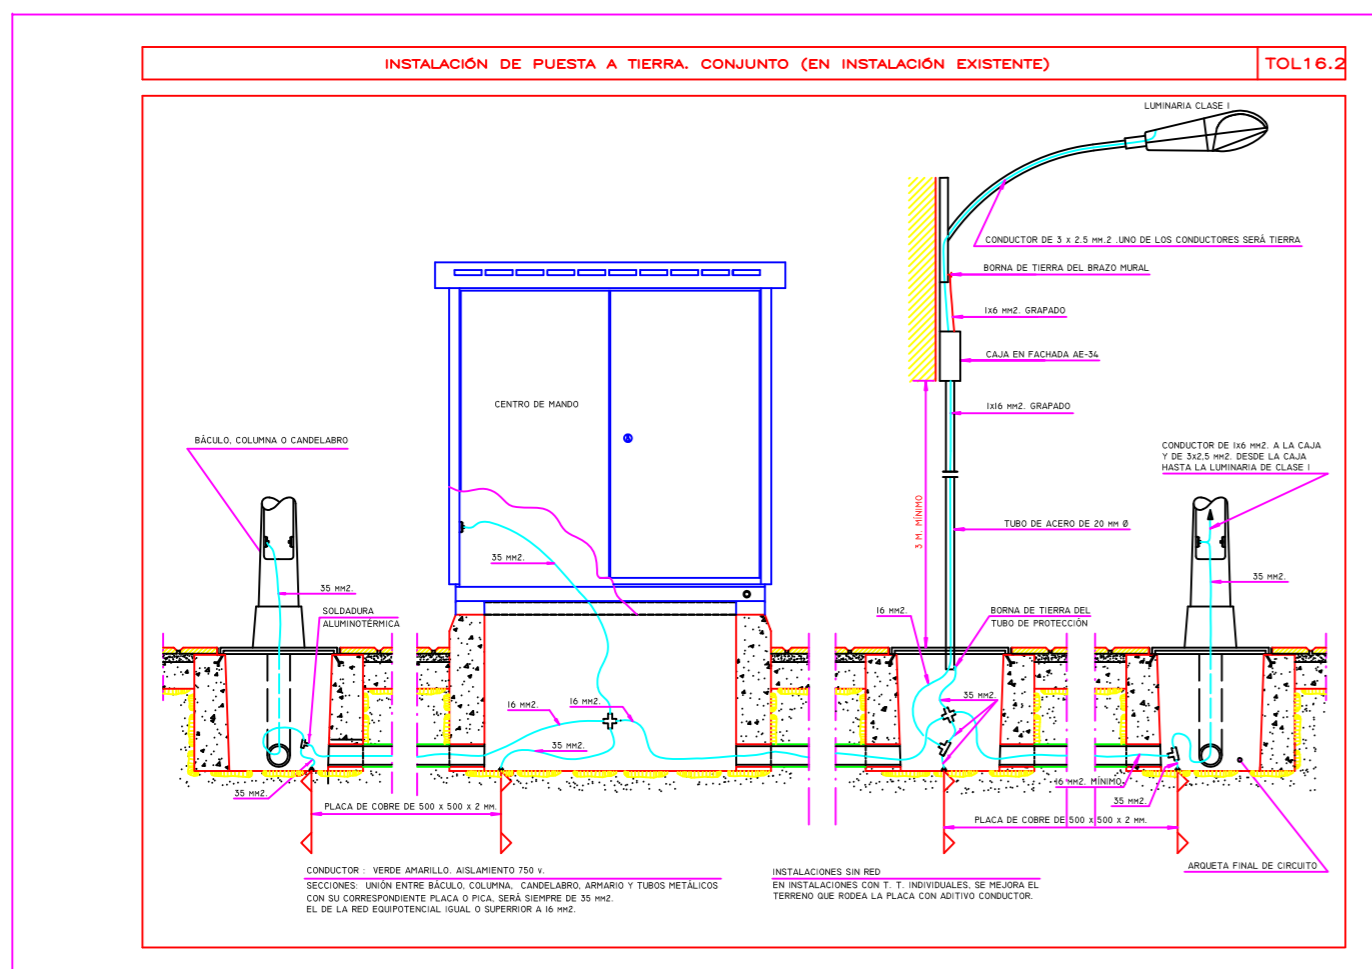 INSTALACIÓN DE PUESTA A TIERRA. CONJUNTO (EN INSTALACIÓN EXISTENTE)
TOL16.2
LUMINARIA CLASE I
CONDUCTOR DE 3 x 2.5 MM.2 .UNO DE LOS CONDUCTORES SERÁ TIERRA
BORNA DE TIERRA DEL BRAZO MURAL
1x6 MM2. GRAPADO
CAJA EN FACHADA AE-34
CENTRO DE MANDO
1x16 MM2. GRAPADO
BÁCULO, COLUMNA O CANDELABRO
CONDUCTOR DE 1x6 MM2. A LA CAJA
Y DE 3x2,5 MM2. DESDE LA CAJA
HASTA LA LUMINARIA DE CLASE I
3 M. MÍNIMO
TUBO DE ACERO DE 20 MM Ø
35 MM2.
35 MM2.
35 MM2.
SOLDADURA
ALUMINOTÉRMICA
16 MM2.
BORNA DE TIERRA DEL
TUBO DE PROTECCIÓN
16 MM2.
16 MM2.
35 MM2.
35 MM2.
35 MM2.
16 MM2. MÍNIMO
35 MM2.
PLACA DE COBRE DE 500 x 500 x 2 MM.
PLACA DE COBRE DE 500 x 500 x 2 MM.
ARQUETA FINAL DE CIRCUITO
CONDUCTOR : VERDE AMARILLO. AISLAMIENTO 750 V.
SECCIONES: UNIÓN ENTRE BÁCULO, COLUMNA, CANDELABRO, ARMARIO Y TUBOS METÁLICOS
CON SU CORRESPONDIENTE PLACA O PICA, SERÁ SIEMPRE DE 35 MM2.
EL DE LA RED EQUIPOTENCIAL IGUAL O SUPERRIOR A 16 MM2.
INSTALACIONES SIN RED
EN INSTALACIONES CON T. T. INDIVIDUALES, SE MEJORA EL
TERRENO QUE RODEA LA PLACA CON ADITIVO CONDUCTOR.